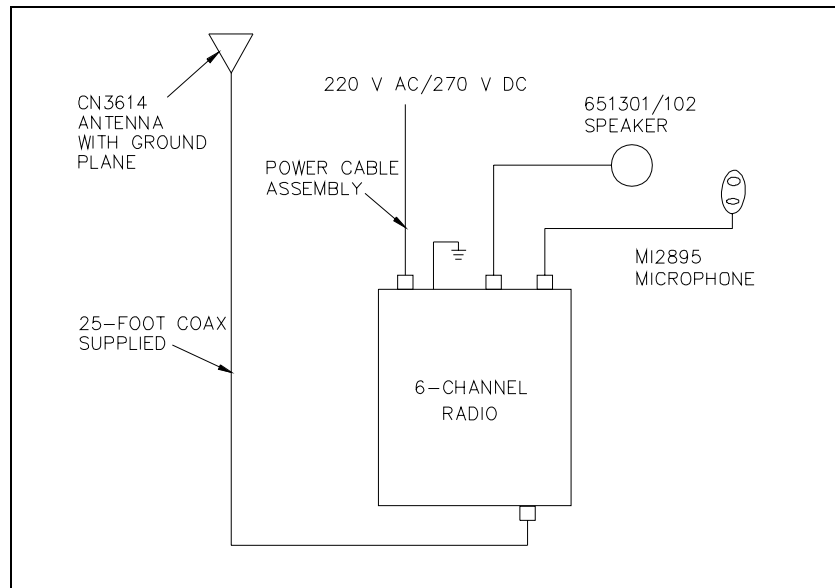 CN3614
ANTENNA
WITH GROUND
PLANE
220 V AC/270 V DC
651301/102
SPEAKER
POWER CABLE
ASSEMBLY
MI2895
MICROPHONE
25-FOOT COAX
SUPPLIED
6-CHANNEL
RADIO